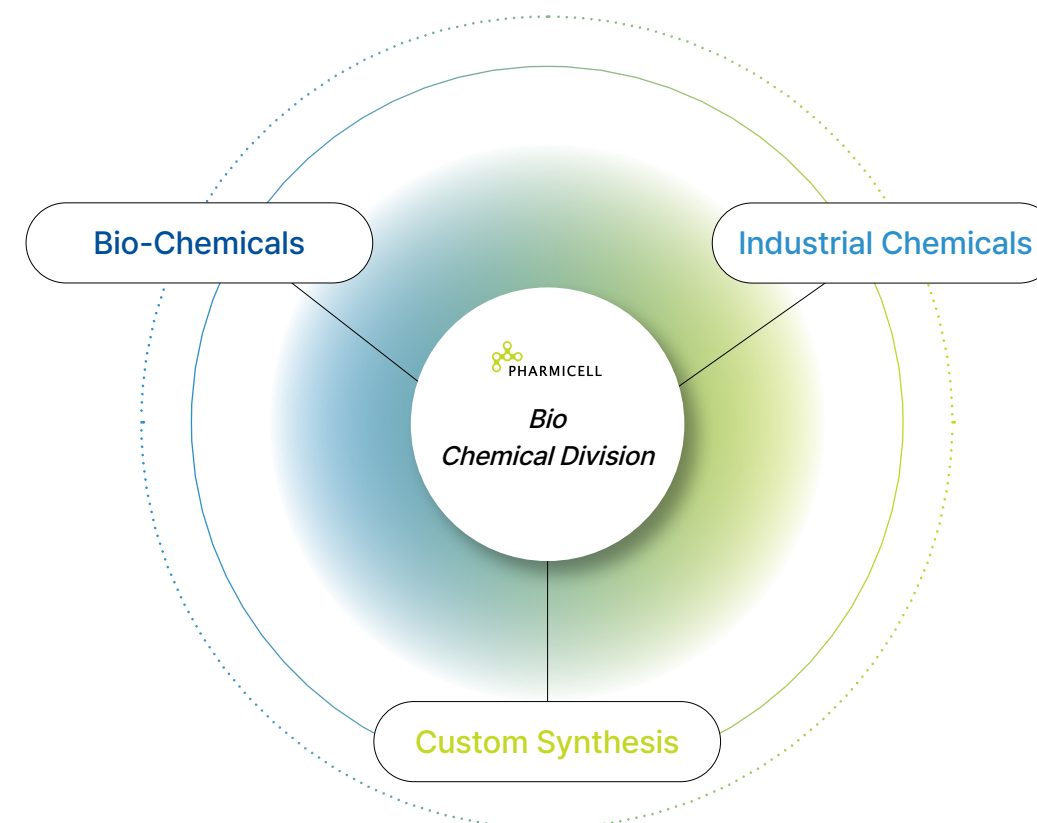 Bio-Chemicals
Industrial Chemicals
PHARMICELL
Bio
Chemical Division
Custom Synthesis